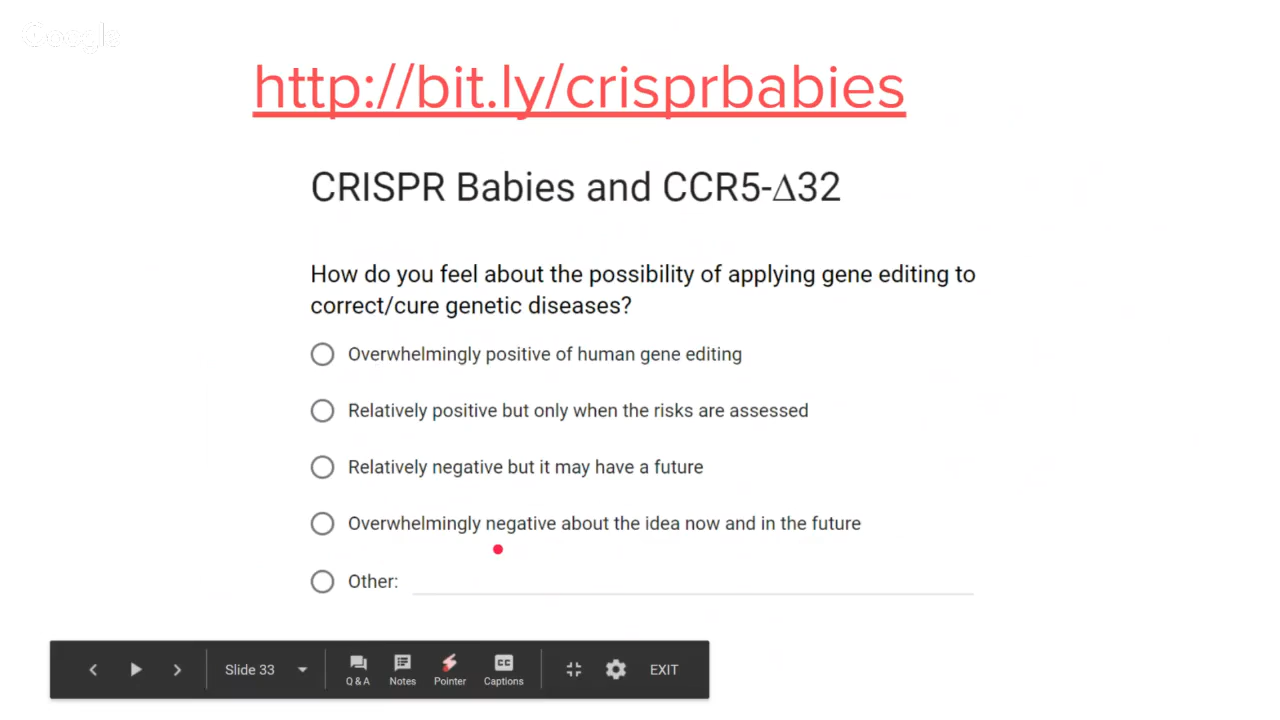 Google
http://bit.ly/crisprbabies
CRISPR Babies and CCR5-Δ32
How do you feel about the possibility of applying gene editing to
correct/cure genetic diseases?
Overwhelmingly positive of human gene editing
Relatively positive but only when the risks are assessed
Relatively negative but it may have a future
Overwhelmingly negative about the idea now and in the future
Other:
Slide 33
Q & A
Notes
Pointer
CC
Captions
EXIT